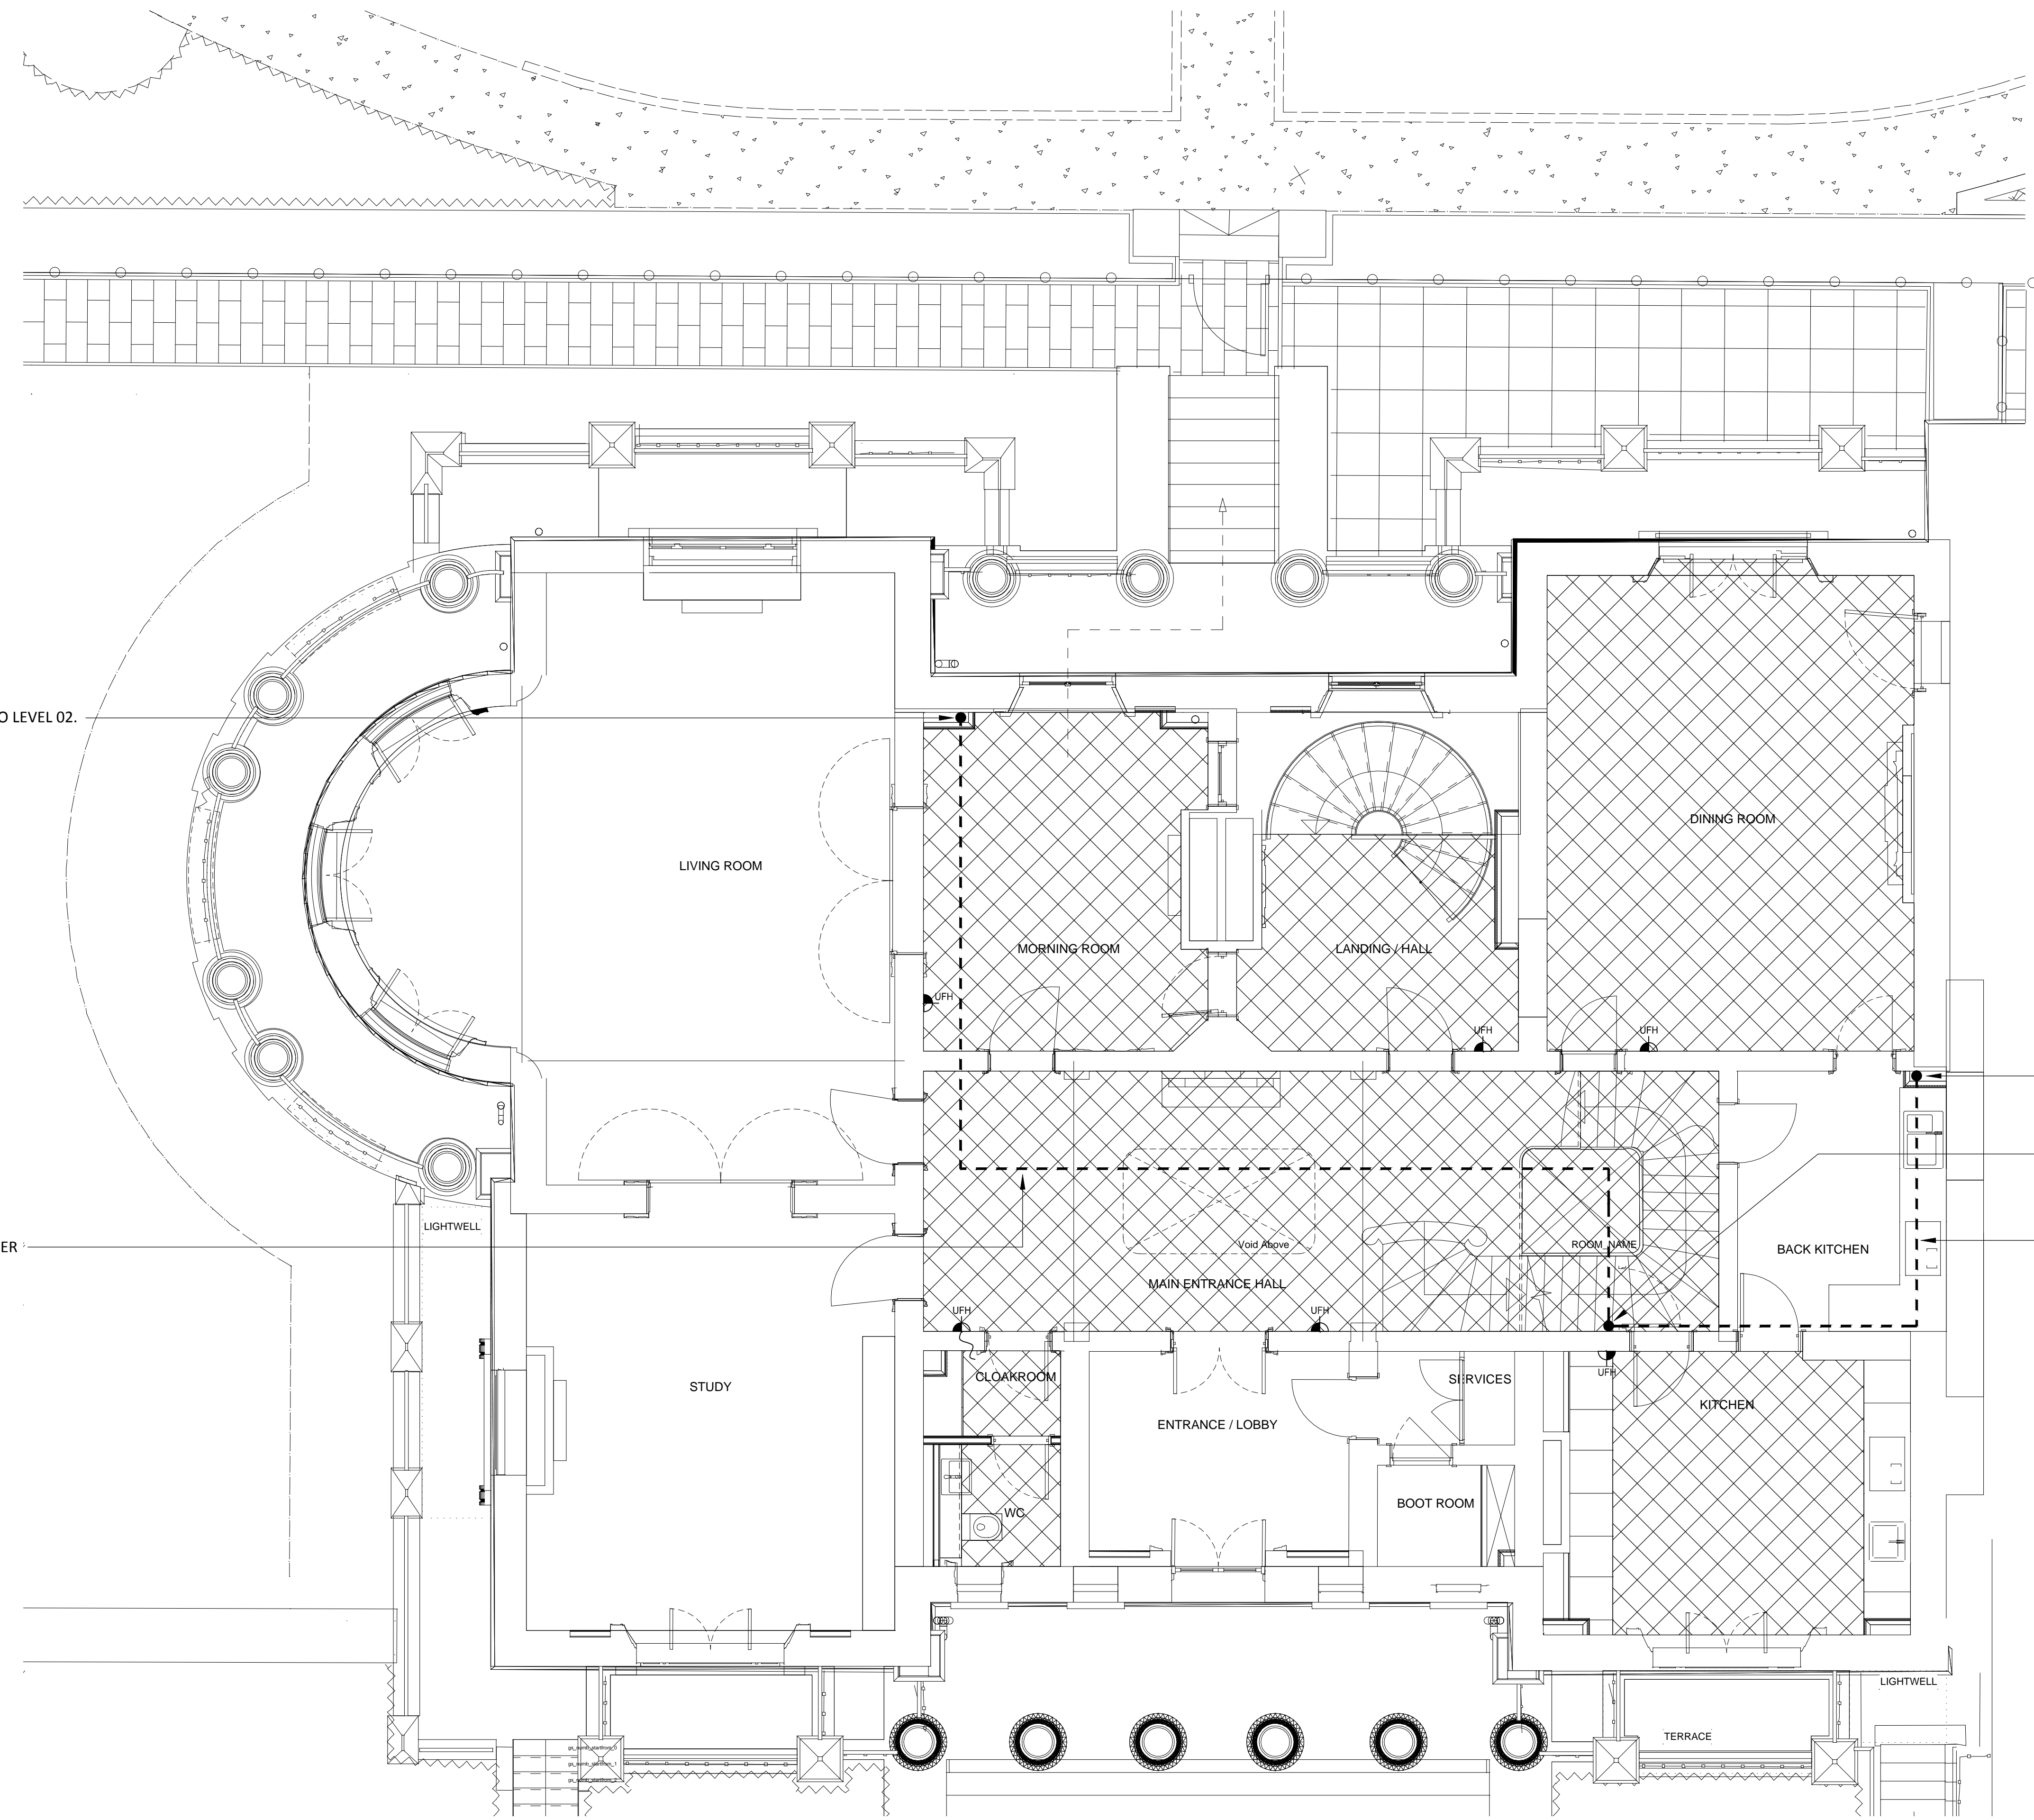 O LEVEL 02.
DINING ROOM
LIVING ROOM
MORNING ROOM
LANDING / HALL
UFH
UFH
UFH
LIGHTWELL
ER
Void Above
ROOM_NAME
BACK KITCHEN
MAIN ENTRANCE HALL
UFH
UFH
UFH
CLOAKROOM
SERVICES
STUDY
KITCHEN
ENTRANCE / LOBBY
BOOT ROOM
WC
LIGHTWELL
TERRACE